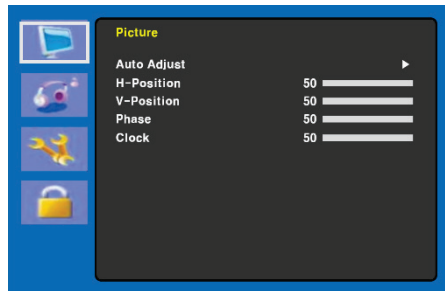 Picture
Auto Adjust
H-Position 50
V-Position 50
Phase 50
Clock 50